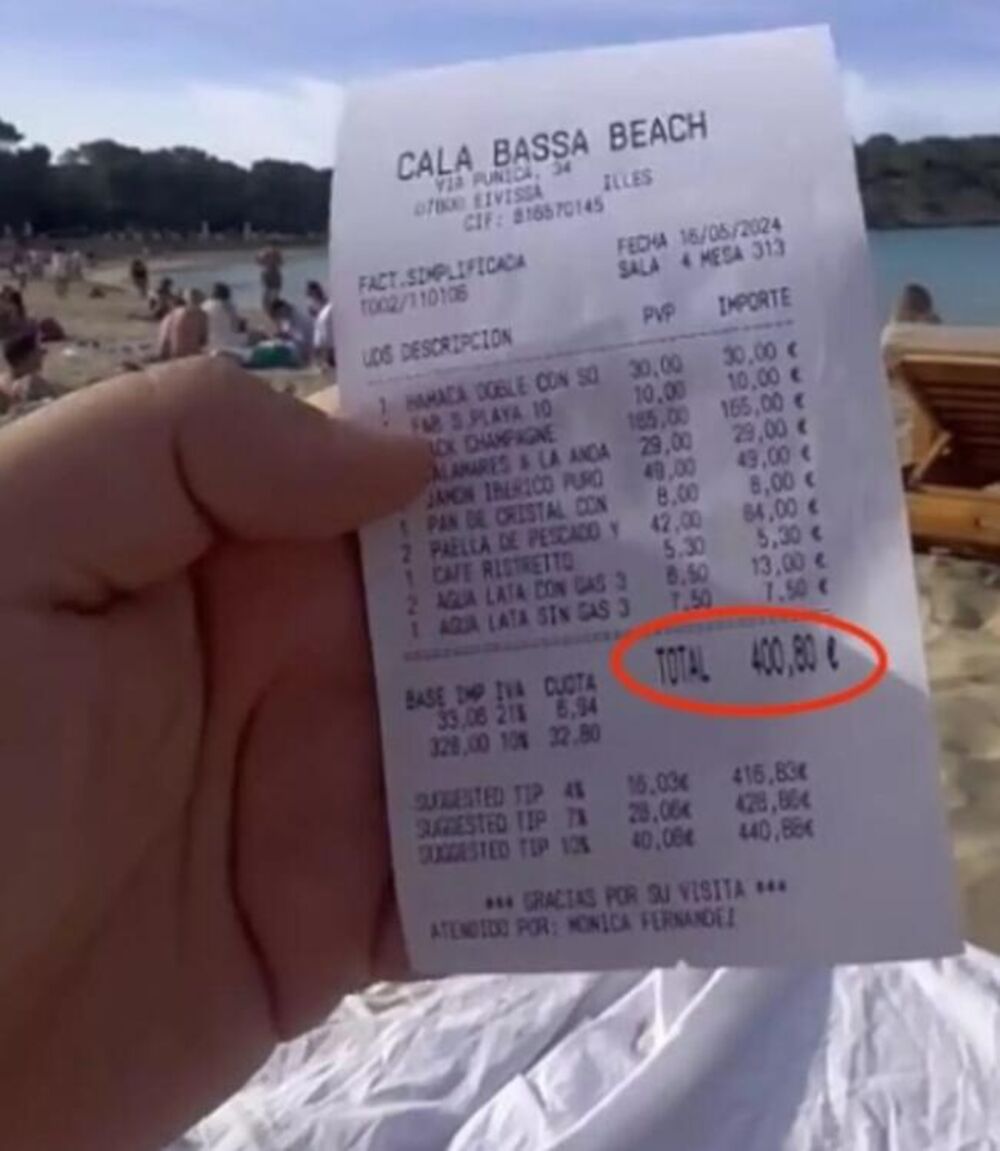 CALA BASSA BEACH
VIA PUNICA, 34
07800 EIVISSA ILLES
CIF: B16570145
FACT.SIMPLIFICADA FECHA 16/05/2024
T002/110106 SALA 4 MESA 313
UDS DESCRIPCION PVP IMPORTE
1 HAMACA DOBLE CON SO 30,00 30,00 €
PLAYA 10 10,00 10,00 €
ACK CHAMPAGNE 165,00 165,00 €
ALAMARES A LA ANDA 29,00 29,00 €
JAMON IBERICO PURO 49,00 49,00 €
1 PAN DE CRISTAL CON 8,00 8,00 €
2 PAELLA DE PESCADO Y 42,00 84,00 €
1 CAFE RISTRETTO 5,30 5,30 €
2 AGUA LATA CON GAS 3 6,50 13,00 €
1 AGUA LATA SIN GAS 3 7,50 7,50 €
TOTAL 400,80 €
BASE IMP IVA CUOTA
33,06 21% 6,94
328,00 10% 32,80
SUGGESTED TIP 4% 16,03€ 416,83€
SUGGESTED TIP 7% 28,06€ 428,86€
SUGGESTED TIP 10% 40,08€ 440,88€
*** GRACIAS POR SU VISITA ***
ATENDIDO POR: MONICA FERNANDEZ